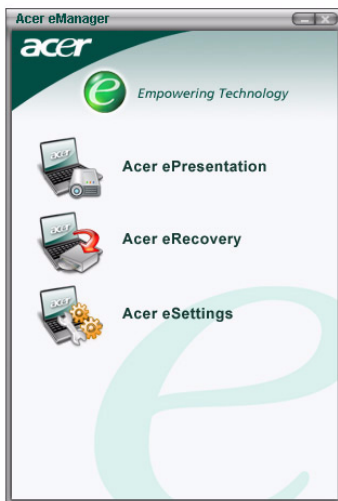 Acer eManager
acer
e Empowering Technology
Acer ePresentation
Acer eRecovery
Acer eSettings
e